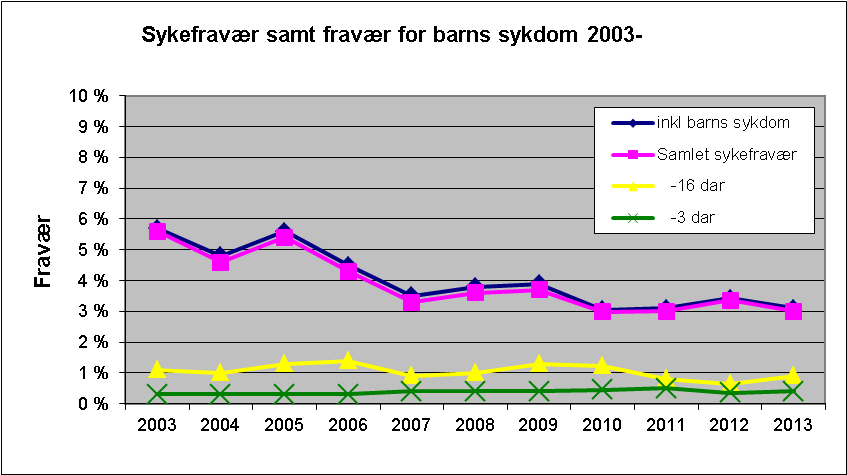 Sykefravær samt fravær for barns sykdom 2003-
Fravær
10 %
9 %
8 %
7 %
6 %
5 %
4 %
3 %
2 %
1 %
0 %
inkl barns sykdom
Samlet sykefravær
-16 dar
-3 dar
2003 2004 2005 2006 2007 2008 2009 2010 2011 2012 2013